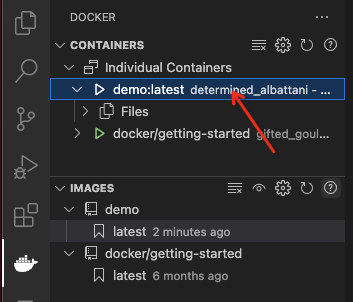 DOCKER
CONTAINERS
Individual Containers
demo:latest determined_albattani - ...
Files
docker/getting-started gifted_goul...
IMAGES
demo
latest 2 minutes ago
docker/getting-started
latest 6 months ago